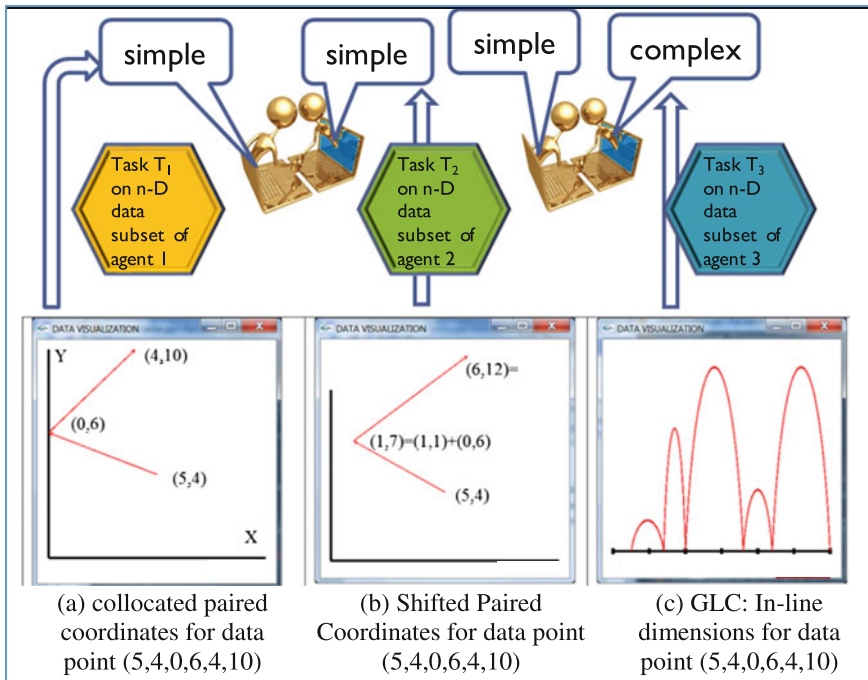 simple
simple
simple
complex
Task T₁
on n-D
data
subset of
agent 1
Task T₂
on n-D
data
subset of
agent 2
Task T₃
on n-D
data
subset of
agent 3
DATA VISUALIZATION
Y
(4,10)
(0,6)
(5,4)
X
DATA VISUALIZATION
(6,12)=
(1,7)=(1,1)+(0,6)
(5,4)
DATA VISUALIZATION
(a) collocated paired
coordinates for data
point (5,4,0,6,4,10)
(b) Shifted Paired
Coordinates for data point
(5,4,0,6,4,10)
(c) GLC: In-line
dimensions for data
point (5,4,0,6,4,10)